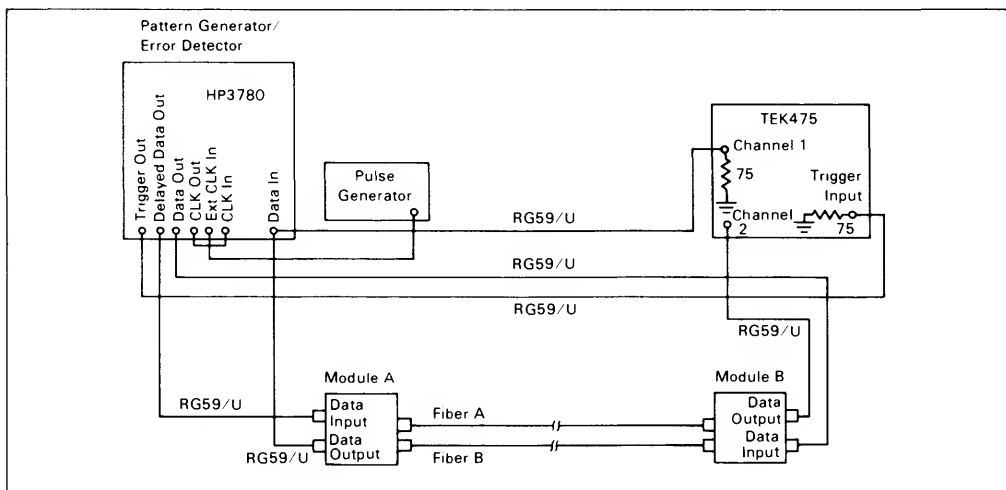 Pattern Generator/
Error Detector
HP3780
Trigger Out
Delayed Data Out
Data Out
CLK Out
Ext CLK In
CLK In
Data In
Pulse
Generator
RG59/U
TEK475
Channel 1
75
Trigger
Input
Channel
2
75
RG59/U
RG59/U
RG59/U
Module A
Module B
RG59/U
Data
Input
Data
Output
RG59/U
Fiber A
Fiber B
Data
Output
Data
Input